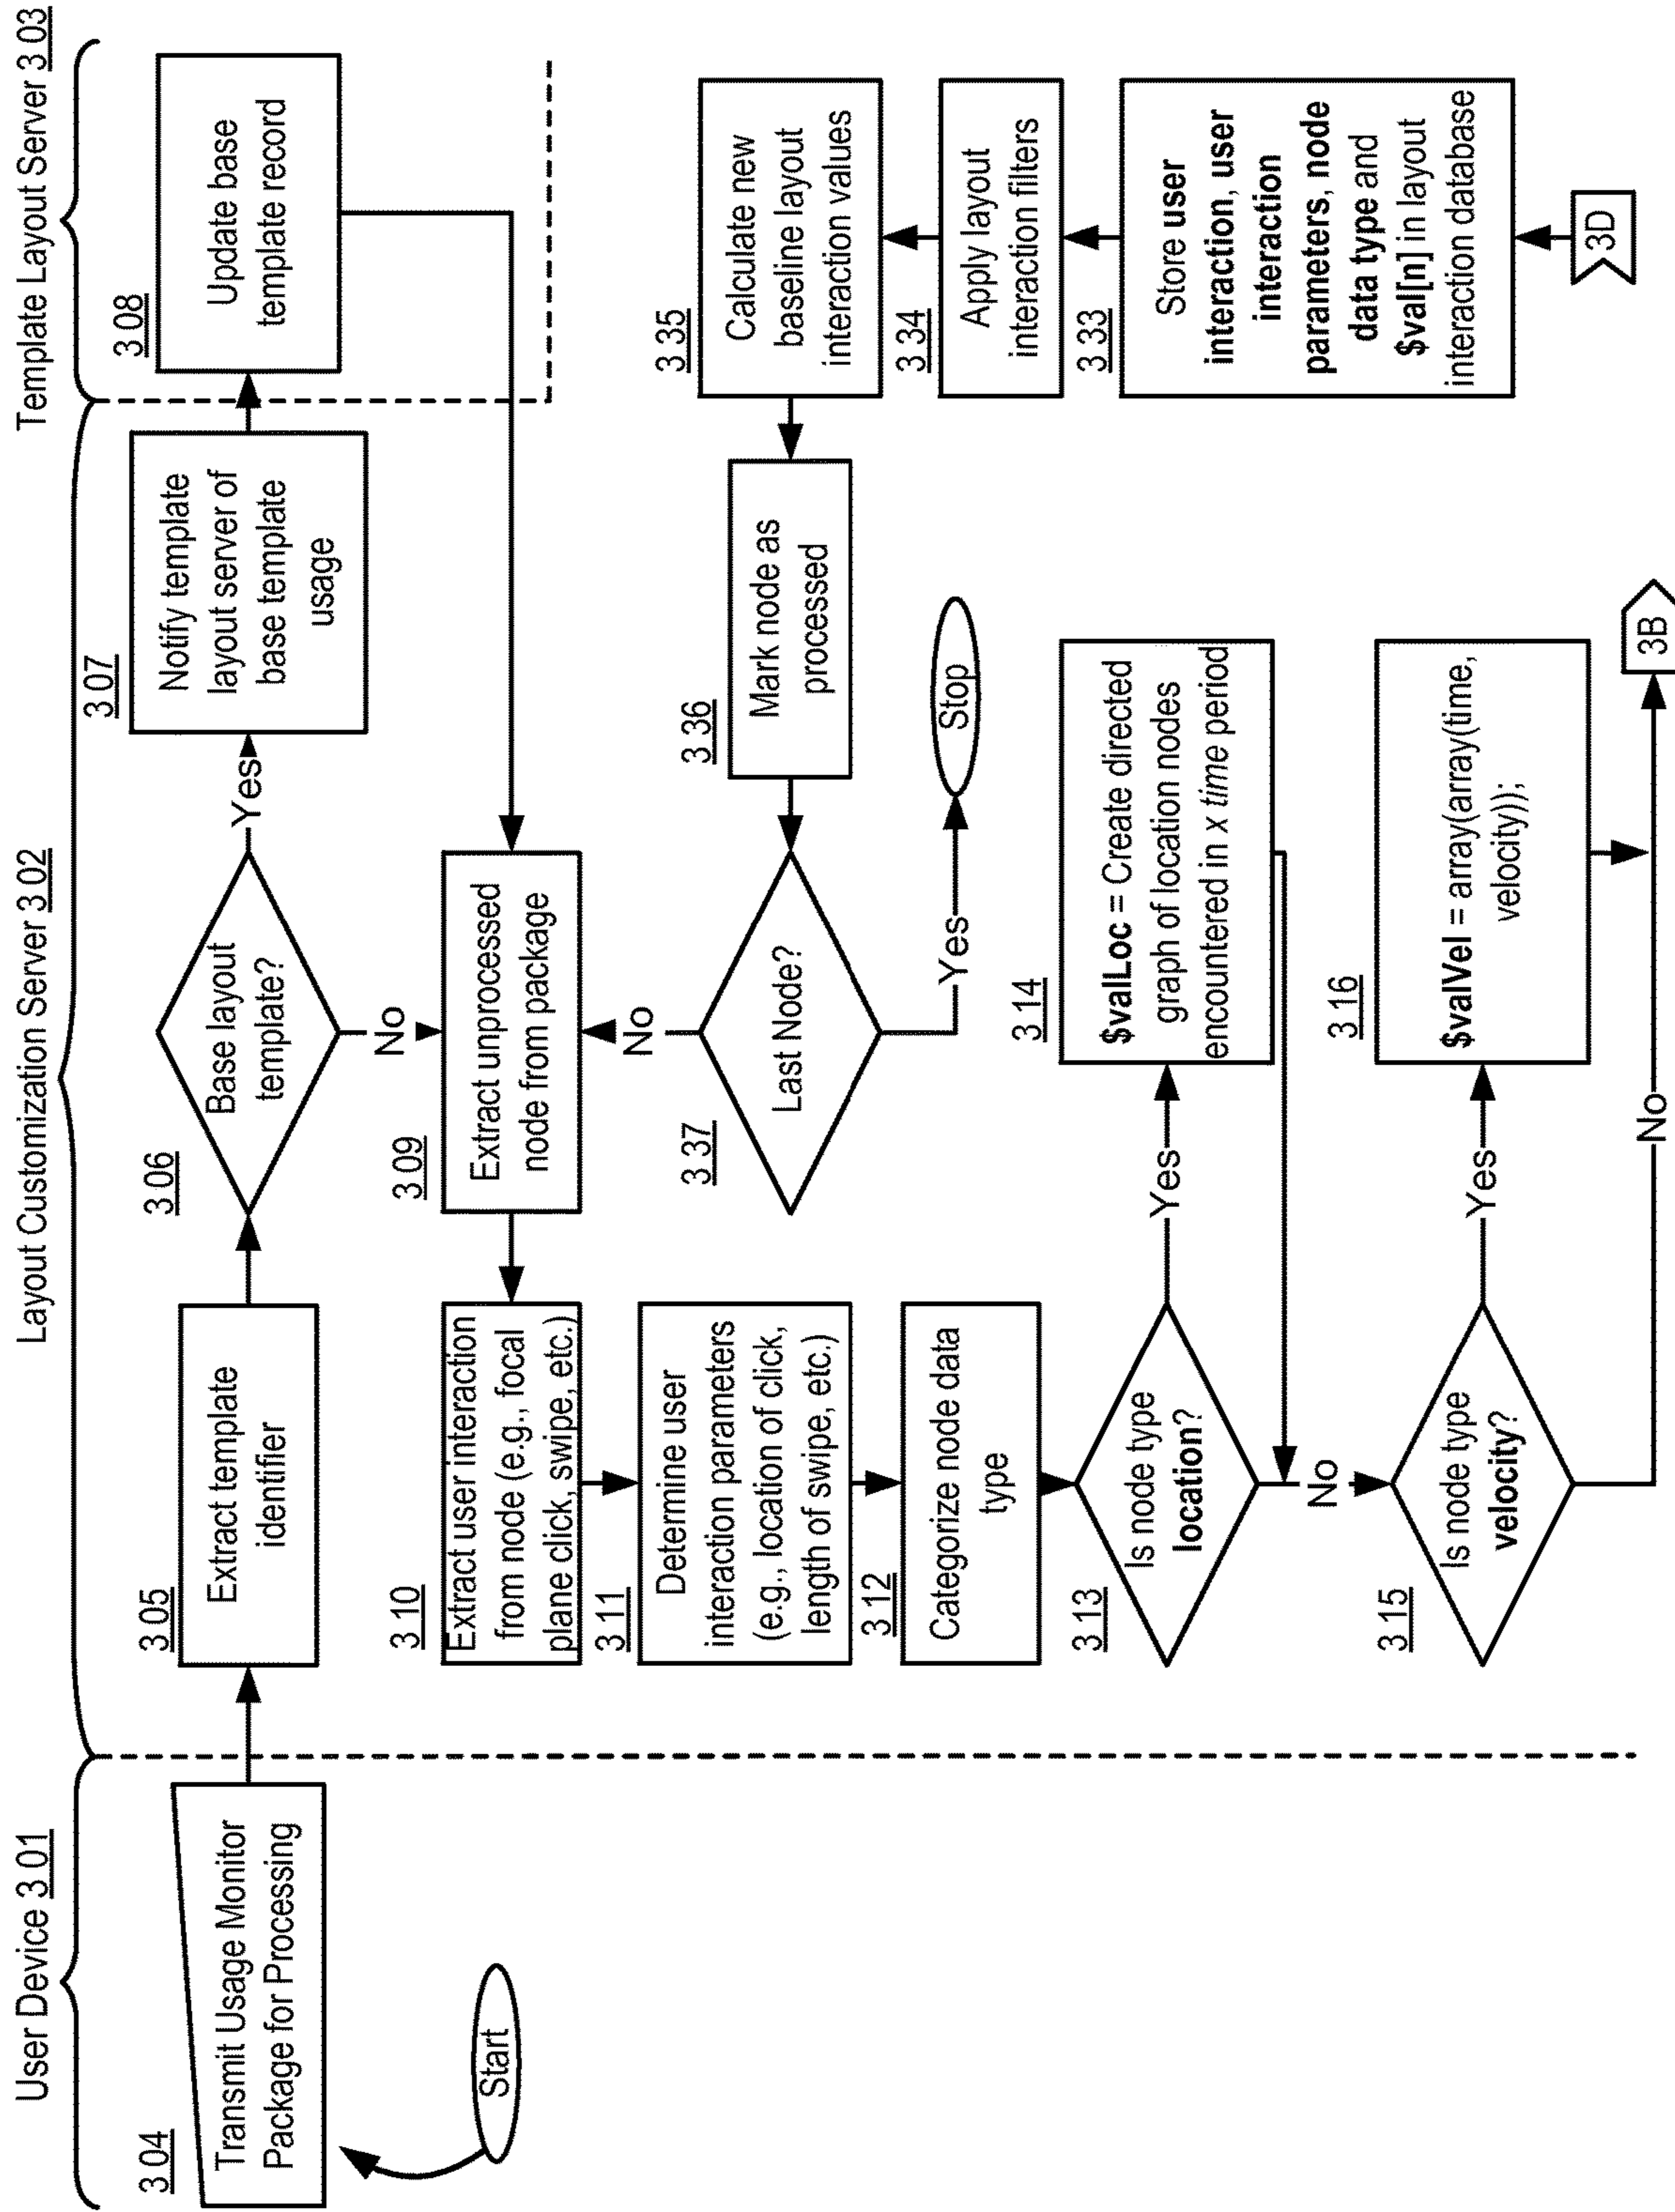 User Device 3 01
Layout Customization Server 3 02
Template Layout Server 3 03
3 04
Transmit Usage Monitor
Package for Processing
Start
3 05
Extract template
identifier
3 06
Base layout
template?
Yes
No
3 07
Notify template
layout server of
base template
usage
3 08
Update base
template record
3 09
Extract unprocessed
node from package
3 10
Extract user interaction
from node (e.g., focal
plane click, swipe, etc.)
3 11
Determine user
interaction parameters
(e.g., location of click,
length of swipe, etc.)
3 12
Categorize node data
type
3 13
Is node type
location?
Yes
No
3 14
$valLoc = Create directed
graph of location nodes
encountered in x time period
3 15
Is node type
velocity?
Yes
No
3 16
$valVel = array(array(time,
velocity));
3B
3D
3 33
Store user
interaction, user
interaction
parameters, node
data type and
$val[n] in layout
interaction database
3 34
Apply layout
interaction filters
3 35
Calculate new
baseline layout
interaction values
3 36
Mark node as
processed
3 37
Last Node?
No
Yes
Stop